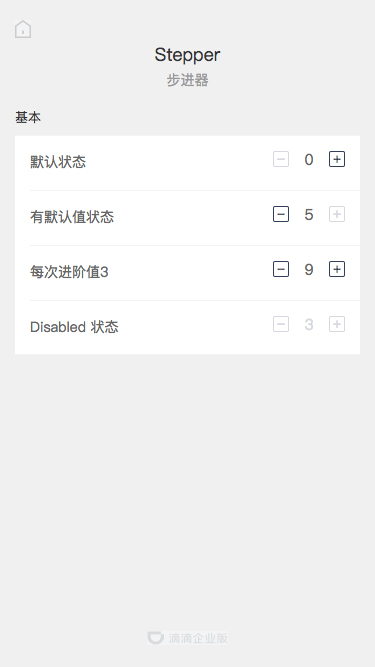 Stepper
步进器
基本
默认状态 0
有默认值状态 5
每次进阶值3 9
Disabled 状态 3
滴滴企业版